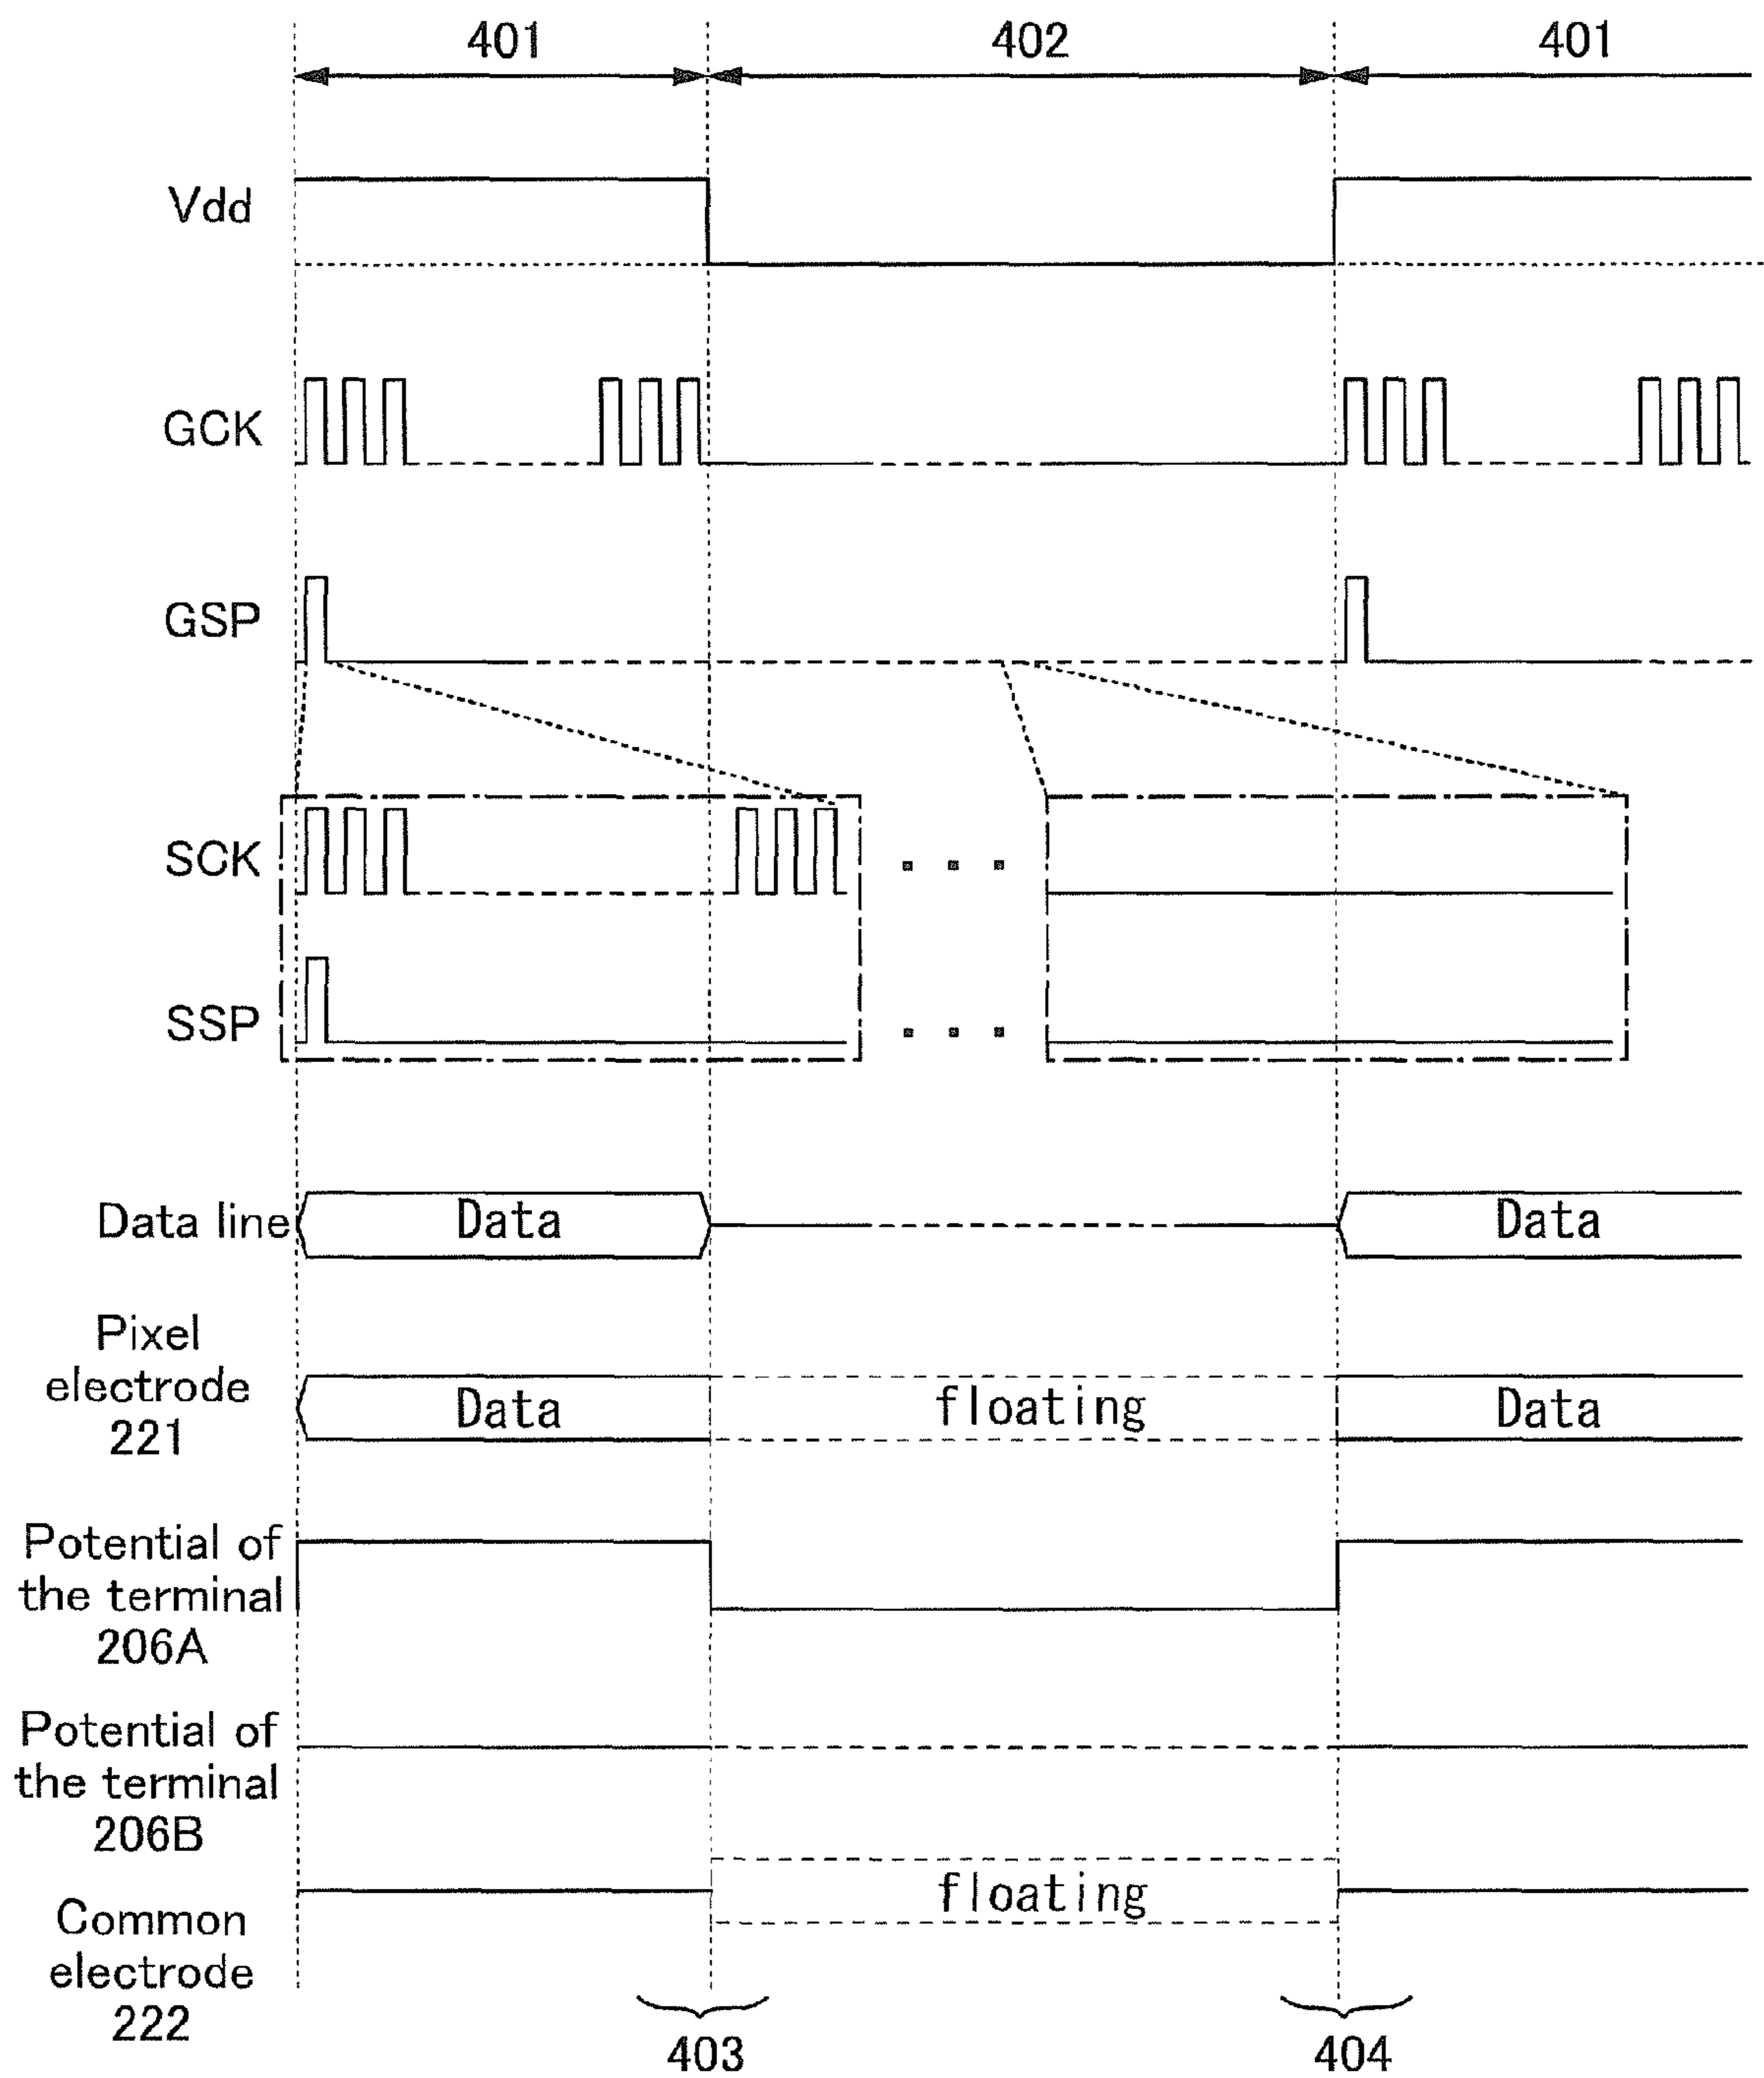 401
402
401
Vdd
GCK
GSP
SCK
. . .
SSP
. . .
Data line
Data
Data
Pixel
electrode
221
Data
floating
Data
Potential of
the terminal
206A
Potential of
the terminal
206B
Common
electrode
222
floating
403
404